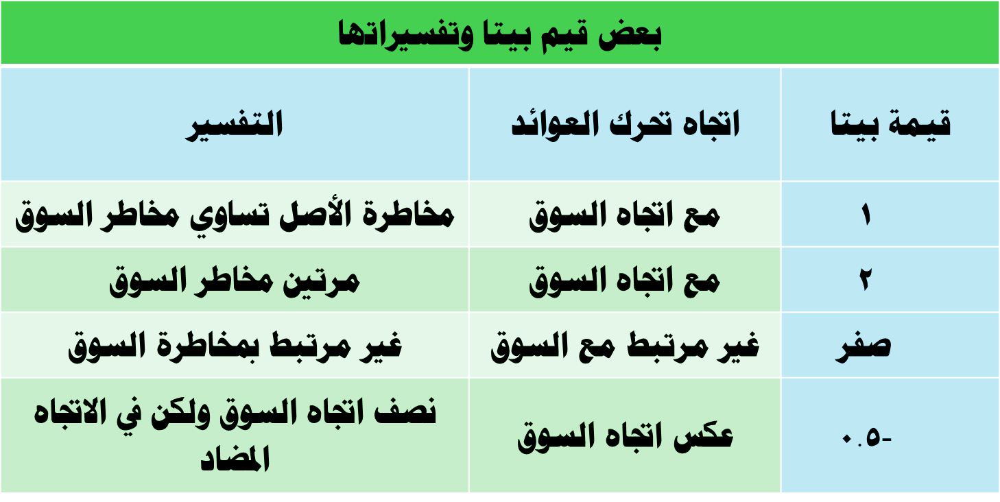 بعض قيم بيتا وتفسيراتها
قيمة بيتا
اتجاه تحرك العوائد
التفسير
١
مع اتجاه السوق
مخاطرة الأصل تساوي مخاطر السوق
٢
مع اتجاه السوق
مرتين مخاطر السوق
صفر
غير مرتبط مع السوق
غير مرتبط بمخاطرة السوق
-٠.٥
عكس اتجاه السوق
نصف اتجاه السوق ولكن في الاتجاه
المضاد